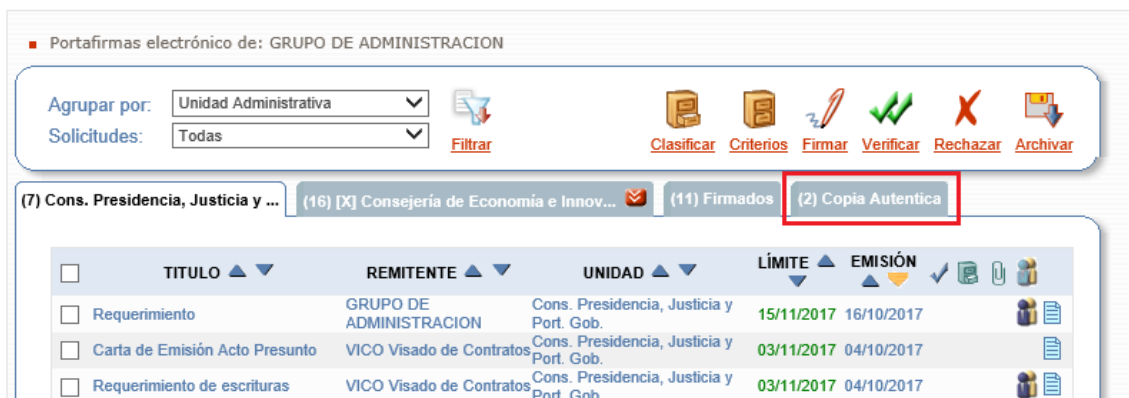 Portafirmas electrónico de: GRUPO DE ADMINISTRACION
Agrupar por: Unidad Administrativa
Solicitudes: Todas
Filtrar Clasificar Criterios Firmar Verificar Rechazar Archivar
(7) Cons. Presidencia, Justicia y ... (16) [X] Consejería de Economía e Innov... (11) Firmados (2) Copia Autentica
TITULO REMITENTE UNIDAD LÍMITE EMISIÓN
Requerimiento GRUPO DE ADMINISTRACION Cons. Presidencia, Justicia y Port. Gob. 15/11/2017 16/10/2017
Carta de Emisión Acto Presunto VICO Visado de Contratos Cons. Presidencia, Justicia y Port. Gob. 03/11/2017 04/10/2017
Requerimiento de escrituras VICO Visado de Contratos Cons. Presidencia, Justicia y Port. Gob. 03/11/2017 04/10/2017